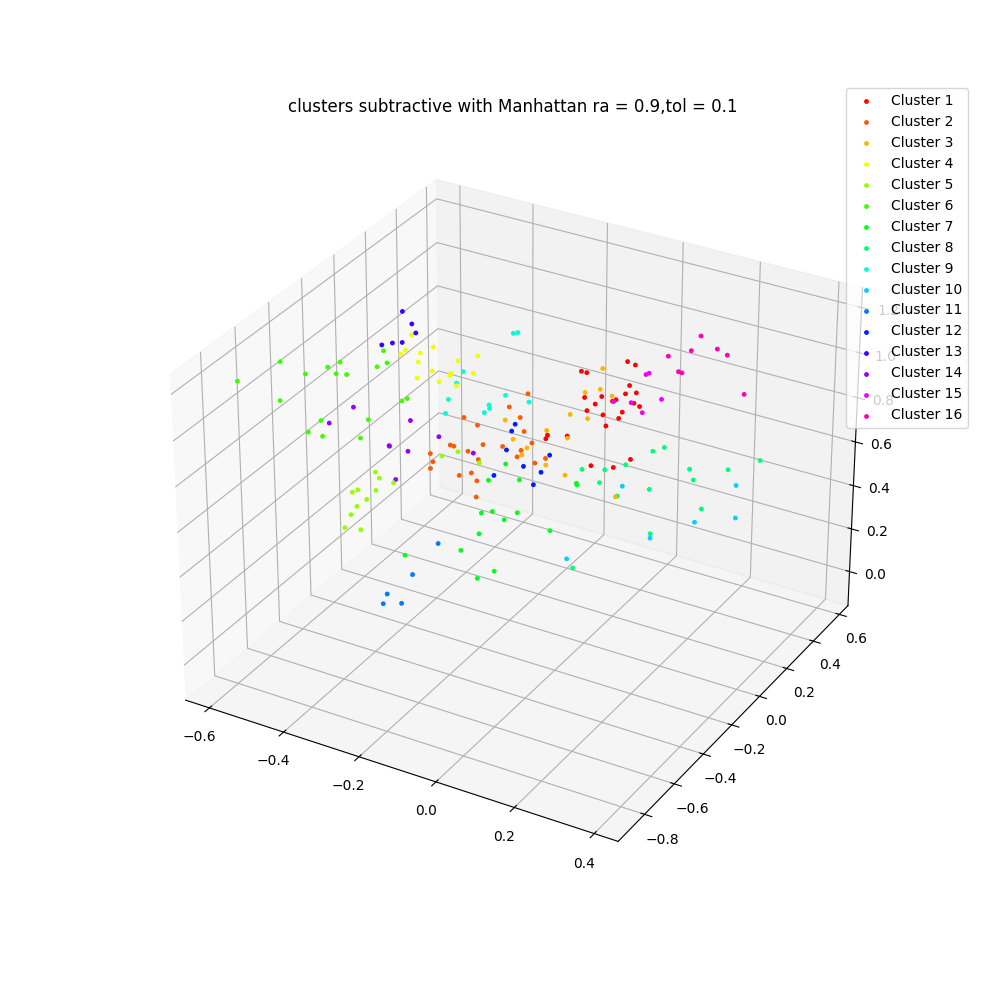 clusters subtractive with Manhattan ra = 0.9,tol = 0.1
Cluster 1
Cluster 2
Cluster 3
Cluster 4
Cluster 5
Cluster 6
Cluster 7
Cluster 8
Cluster 9
Cluster 10
Cluster 11
Cluster 12
Cluster 13
Cluster 14
Cluster 15
Cluster 16
1.0
0.8
0.6
0.4
0.2
0.0
0.6
0.4
0.2
0.0
−0.2
−0.4
−0.6
−0.8
−0.6
−0.4
−0.2
0.0
0.2
0.4